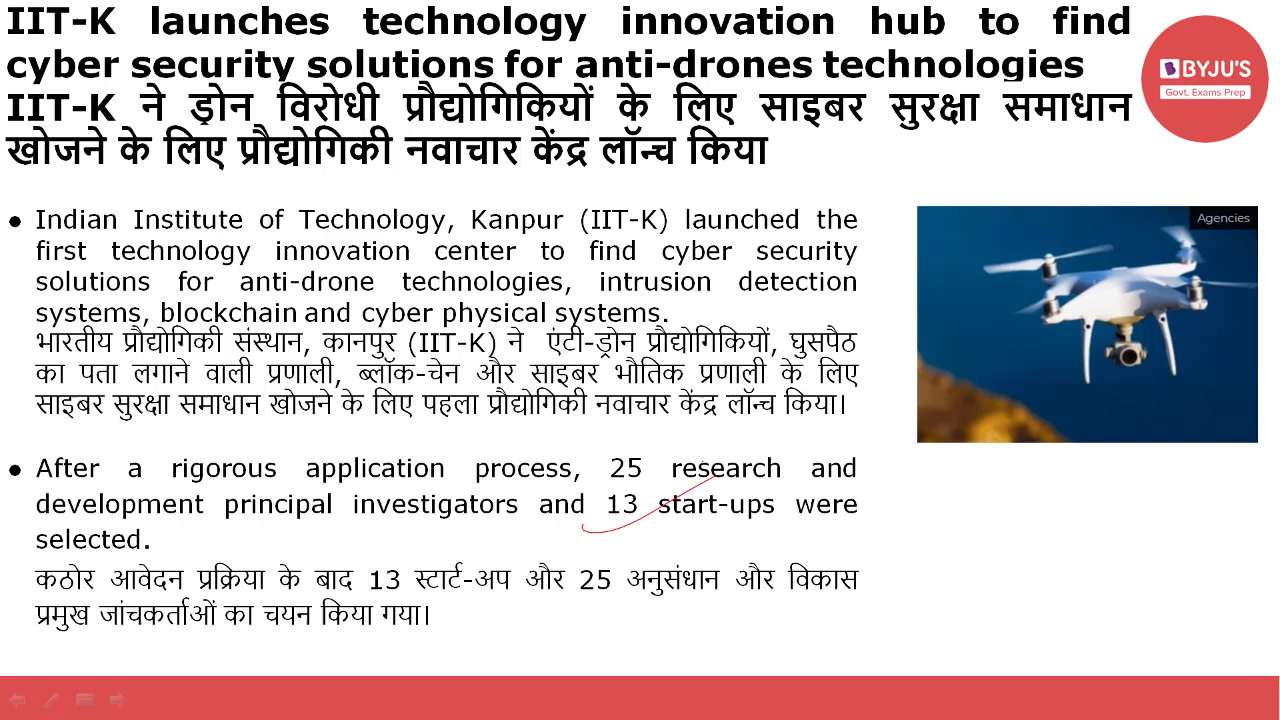 IIT-K launches technology innovation hub to find
cyber security solutions for anti-drones technologies
IIT-K ने ड्रोन विरोधी प्रौद्योगिकियों के लिए साइबर सुरक्षा समाधान
खोजने के लिए प्रौद्योगिकी नवाचार केंद्र लॉन्च किया
BYJU'S
Govt. Exams Prep
● Indian Institute of Technology, Kanpur (IIT-K) launched the
first technology innovation center to find cyber security
solutions for anti-drone technologies, intrusion detection
systems, blockchain and cyber physical systems.
भारतीय प्रौद्योगिकी संस्थान, कानपुर (IIT-K) ने एंटी-ड्रोन प्रौद्योगिकियों, घुसपैठ
का पता लगाने वाली प्रणाली, ब्लॉक-चेन और साइबर भौतिक प्रणाली के लिए
साइबर सुरक्षा समाधान खोजने के लिए पहला प्रौद्योगिकी नवाचार केंद्र लॉन्च किया।
Agencies
● After a rigorous application process, 25 research and
development principal investigators and 13 start-ups were
selected.
कठोर आवेदन प्रक्रिया के बाद 13 स्टार्ट-अप और 25 अनुसंधान और विकास
प्रमुख जांचकर्ताओं का चयन किया गया।